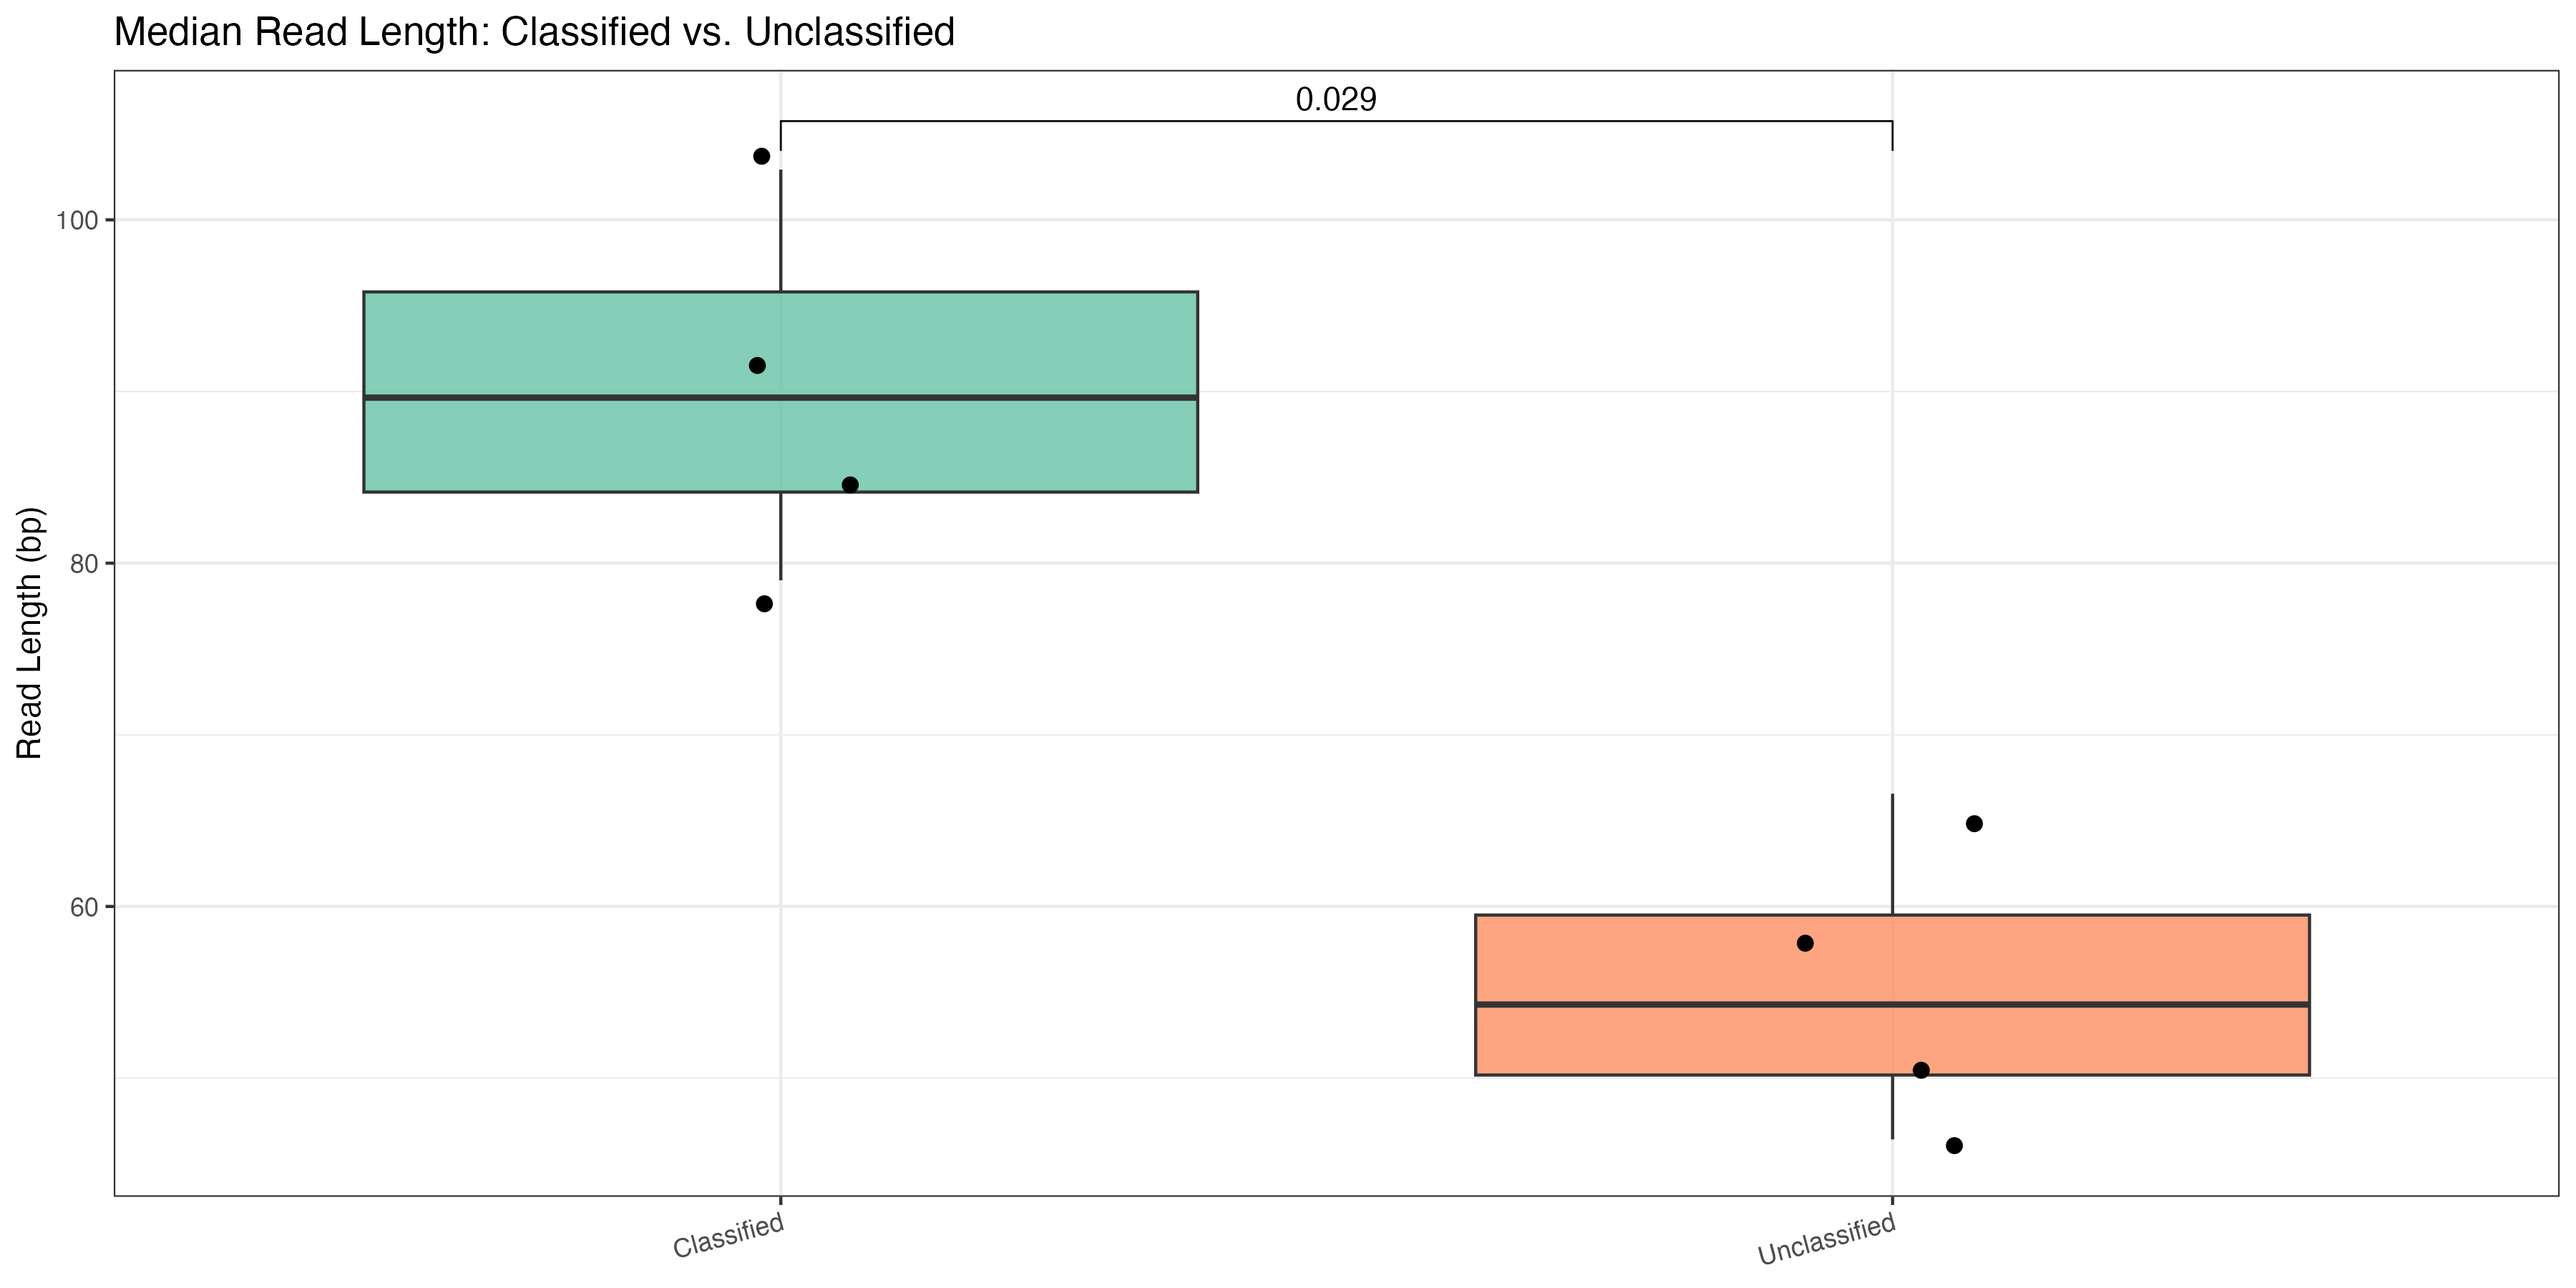 Median Read Length: Classified vs. Unclassified
0.029
100
80
60
Read Length (bp)
Classified
Unclassified